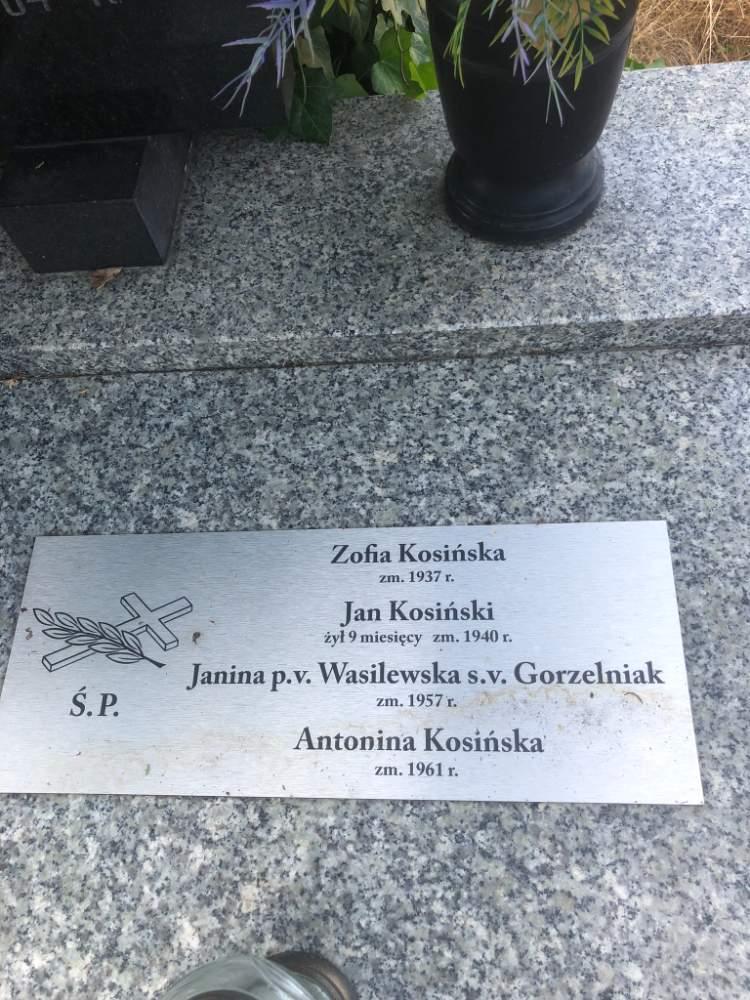 Zofia Kosińska
zm. 1937 r.
Jan Kosiński
żył 9 miesięcy zm. 1940 r.
Janina p.v. Wasilewska s.v. Gorzelniak
zm. 1957 r.
Ś.P.
Antonina Kosińska
zm. 1961 r.